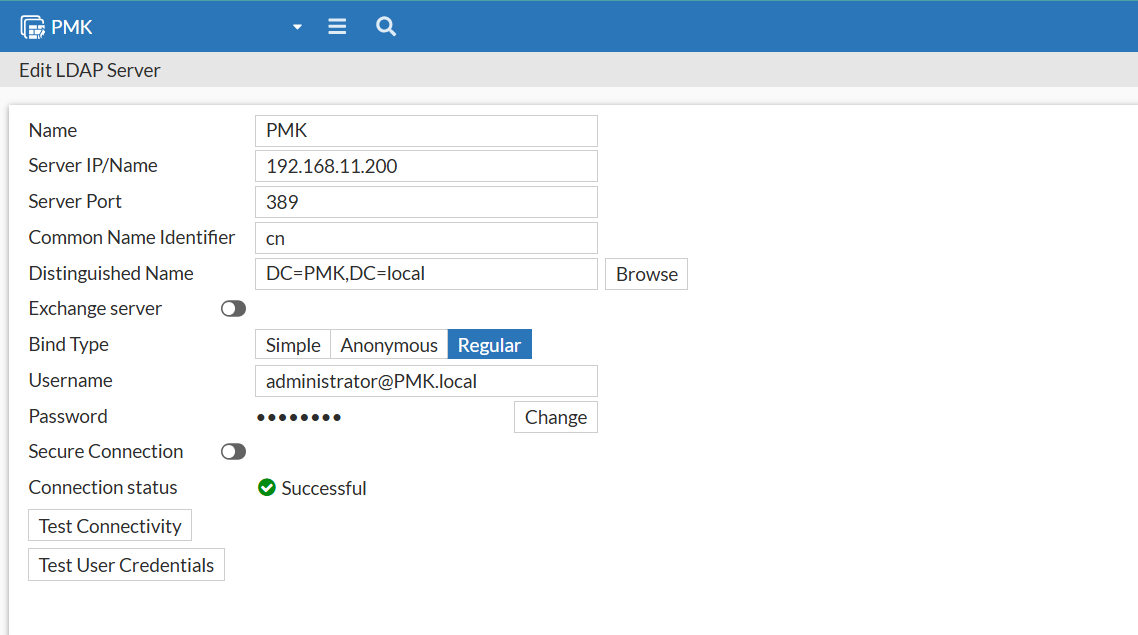 PMK
Edit LDAP Server
Name PMK
Server IP/Name 192.168.11.200
Server Port 389
Common Name Identifier cn
Distinguished Name DC=PMK,DC=local Browse
Exchange server
Bind Type Simple Anonymous Regular
Username administrator@PMK.local
Password •••••••• Change
Secure Connection
Connection status Successful
Test Connectivity
Test User Credentials